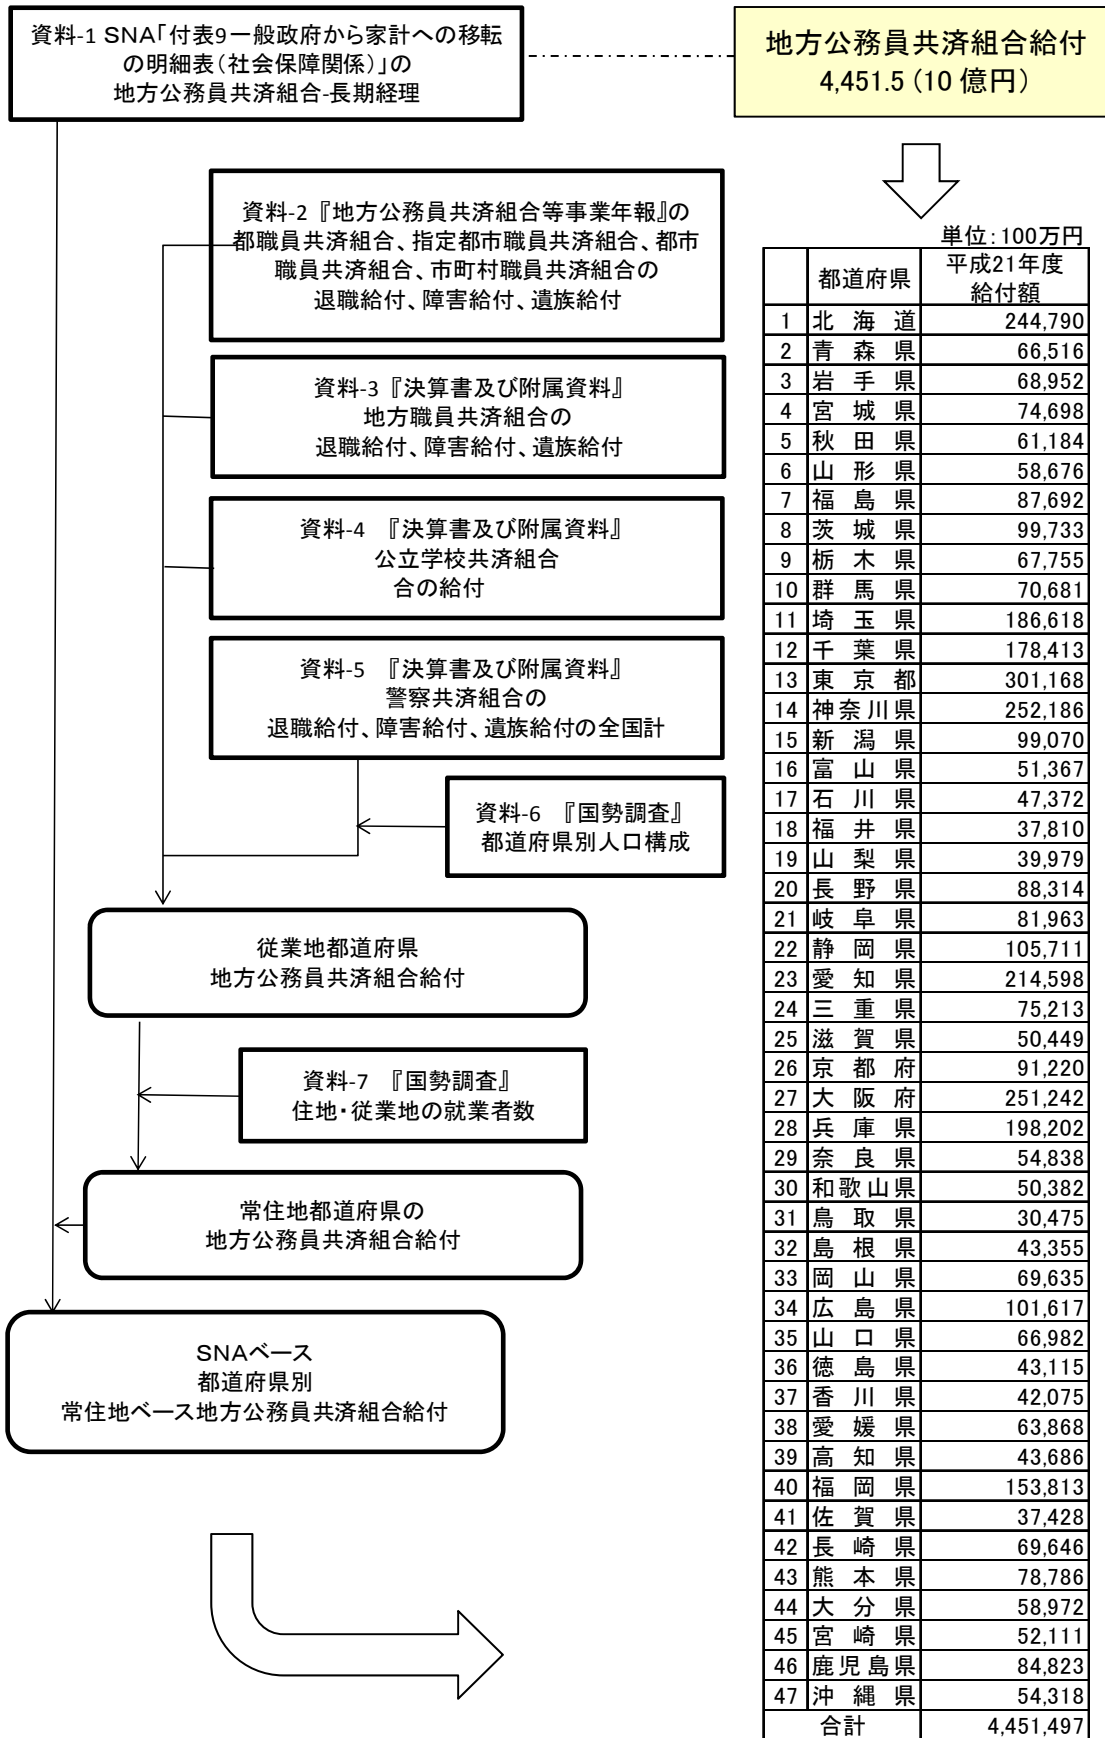 資料-1 SNA「付表9一般政府から家計への移転
の明細表（社会保障関係）」の
地方公務員共済組合-長期経理
地方公務員共済組合給付
4,451.5（10 億円）
資料-2『地方公務員共済組合等事業年報』の
都職員共済組合、指定都市職員共済組合、都市
職員共済組合、市町村職員共済組合の
退職給付、障害給付、遺族給付
資料-3『決算書及び附属資料』
地方職員共済組合の
退職給付、障害給付、遺族給付
資料-4 『決算書及び附属資料』
公立学校共済組合
合の給付
資料-5 『決算書及び附属資料』
警察共済組合の
退職給付、障害給付、遺族給付の全国計
資料-6 『国勢調査』
都道府県別人口構成
従業地都道府県
地方公務員共済組合給付
資料-7 『国勢調査』
住地・従業地の就業者数
常住地都道府県の
地方公務員共済組合給付
SNAベース
都道府県別
常住地ベース地方公務員共済組合給付
単位：100万円
都道府県 平成21年度
給付額
1 北海道 244,790
2 青森県 66,516
3 岩手県 68,952
4 宮城県 74,698
5 秋田県 61,184
6 山形県 58,676
7 福島県 87,692
8 茨城県 99,733
9 栃木県 67,755
10 群馬県 70,681
11 埼玉県 186,618
12 千葉県 178,413
13 東京都 301,168
14 神奈川県 252,186
15 新潟県 99,070
16 富山県 51,367
17 石川県 47,372
18 福井県 37,810
19 山梨県 39,979
20 長野県 88,314
21 岐阜県 81,963
22 静岡県 105,711
23 愛知県 214,598
24 三重県 75,213
25 滋賀県 50,449
26 京都府 91,220
27 大阪府 251,242
28 兵庫県 198,202
29 奈良県 54,838
30 和歌山県 50,382
31 鳥取県 30,475
32 島根県 43,355
33 岡山県 69,635
34 広島県 101,617
35 山口県 66,982
36 徳島県 43,115
37 香川県 42,075
38 愛媛県 63,868
39 高知県 43,686
40 福岡県 153,813
41 佐賀県 37,428
42 長崎県 69,646
43 熊本県 78,786
44 大分県 58,972
45 宮崎県 52,111
46 鹿児島県 84,823
47 沖縄県 54,318
合計 4,451,497